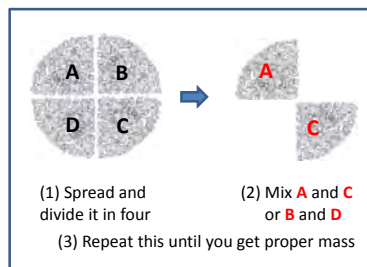 A B
D C
A
C
(1) Spread and
divide it in four
(2) Mix A and C
or B and D
(3) Repeat this until you get proper mass